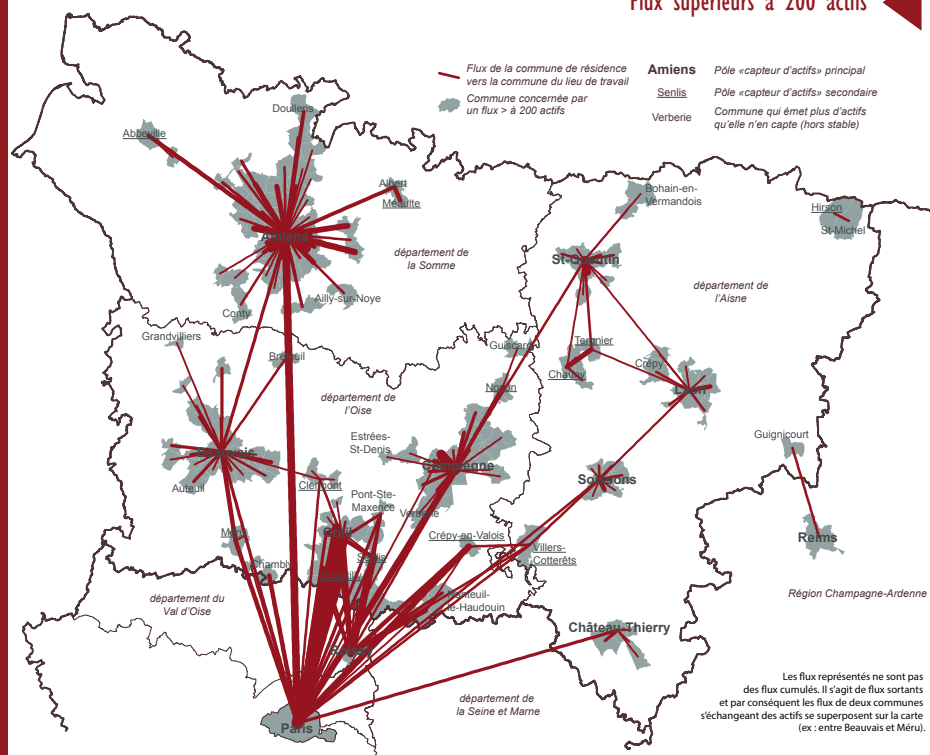 Flux supérieurs à 200 actifs
Flux de la commune de résidence
vers la commune du lieu de travail
Commune concernée par
un flux > à 200 actifs
Amiens
Pôle «capteur d'actifs» principal
Senlis
Pôle «capteur d'actifs» secondaire
Verberie
Commune qui émet plus d'actifs
qu'elle n'en capte (hors stable)
Doullens
Abbeville
Albert
Méaulte
Amiens
département de
la Somme
Ailly-sur-Noye
Conty
Bohain-en-
Vermandois
Hirson
St-Michel
St-Quentin
département de
l'Aisne
Grandvilliers
Breteuil
Guiscard
Tergnier
Chauny
Crépy
Laon
Noyon
département de
l'Oise
Estrées-
St-Denis
Beauvais
Compiègne
Guignicourt
Auteuil
Clermont
Pont-Ste-
Maxence
Verberie
Soissons
Méru
Creil
Crépy-en-Valois
Senlis
Villers-
Cotterêts
Reims
Chambly
Chantilly
Nanteuil-
le-Haudouin
département du
Val d'Oise
Région Champagne-Ardenne
Château-Thierry
Roissy
Paris
département de
la Seine et Marne
Les flux représentés ne sont pas
des flux cumulés. Il s'agit de flux sortants
et par conséquent les flux de deux communes
s'échangeant des actifs se superposent sur la carte
(ex : entre Beauvais et Méru).